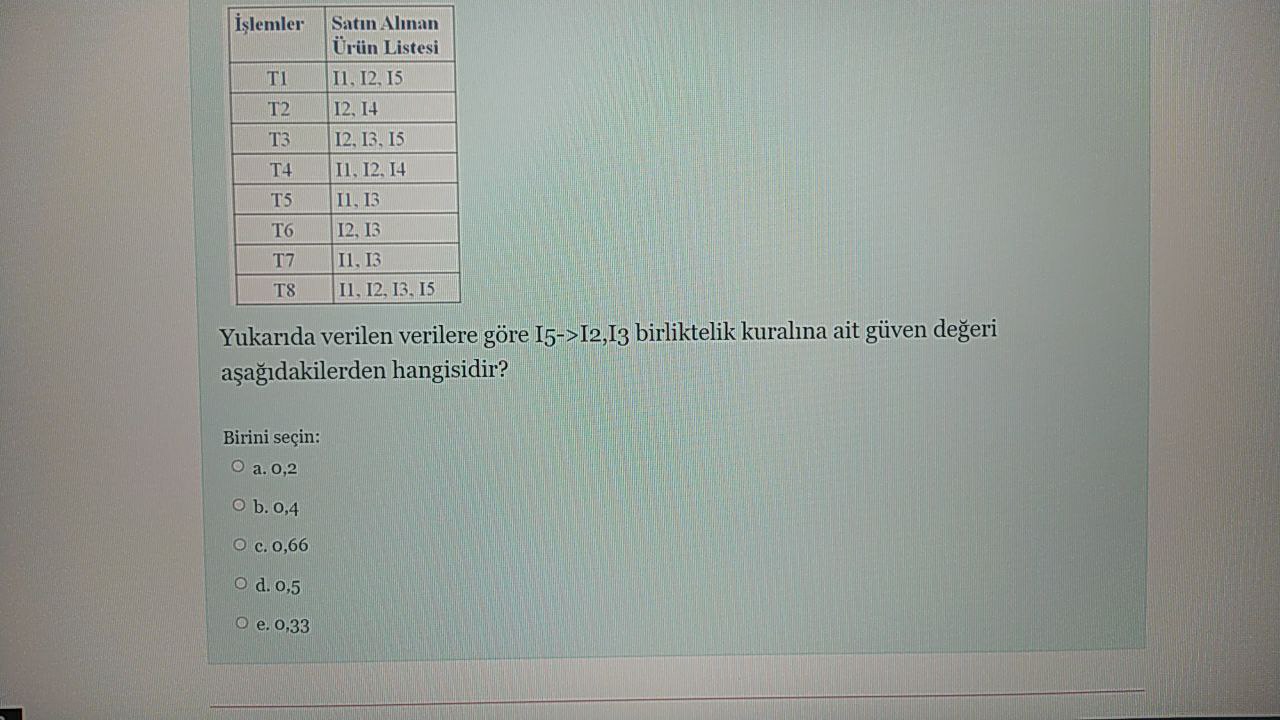 İşlemler Satın Alınan
Ürün Listesi
T1 I1, I2, I5
T2 I2, I4
T3 I2, I3, I5
T4 I1, I2, I4
T5 I1, I3
T6 I2, I3
T7 I1, I3
T8 I1, I2, I3, I5
Yukarıda verilen verilere göre I5->I2,I3 birliktelik kuralına ait güven değeri
aşağıdakilerden hangisidir?
Birini seçin:
a. 0,2
b. 0,4
c. 0,66
d. 0,5
e. 0,33